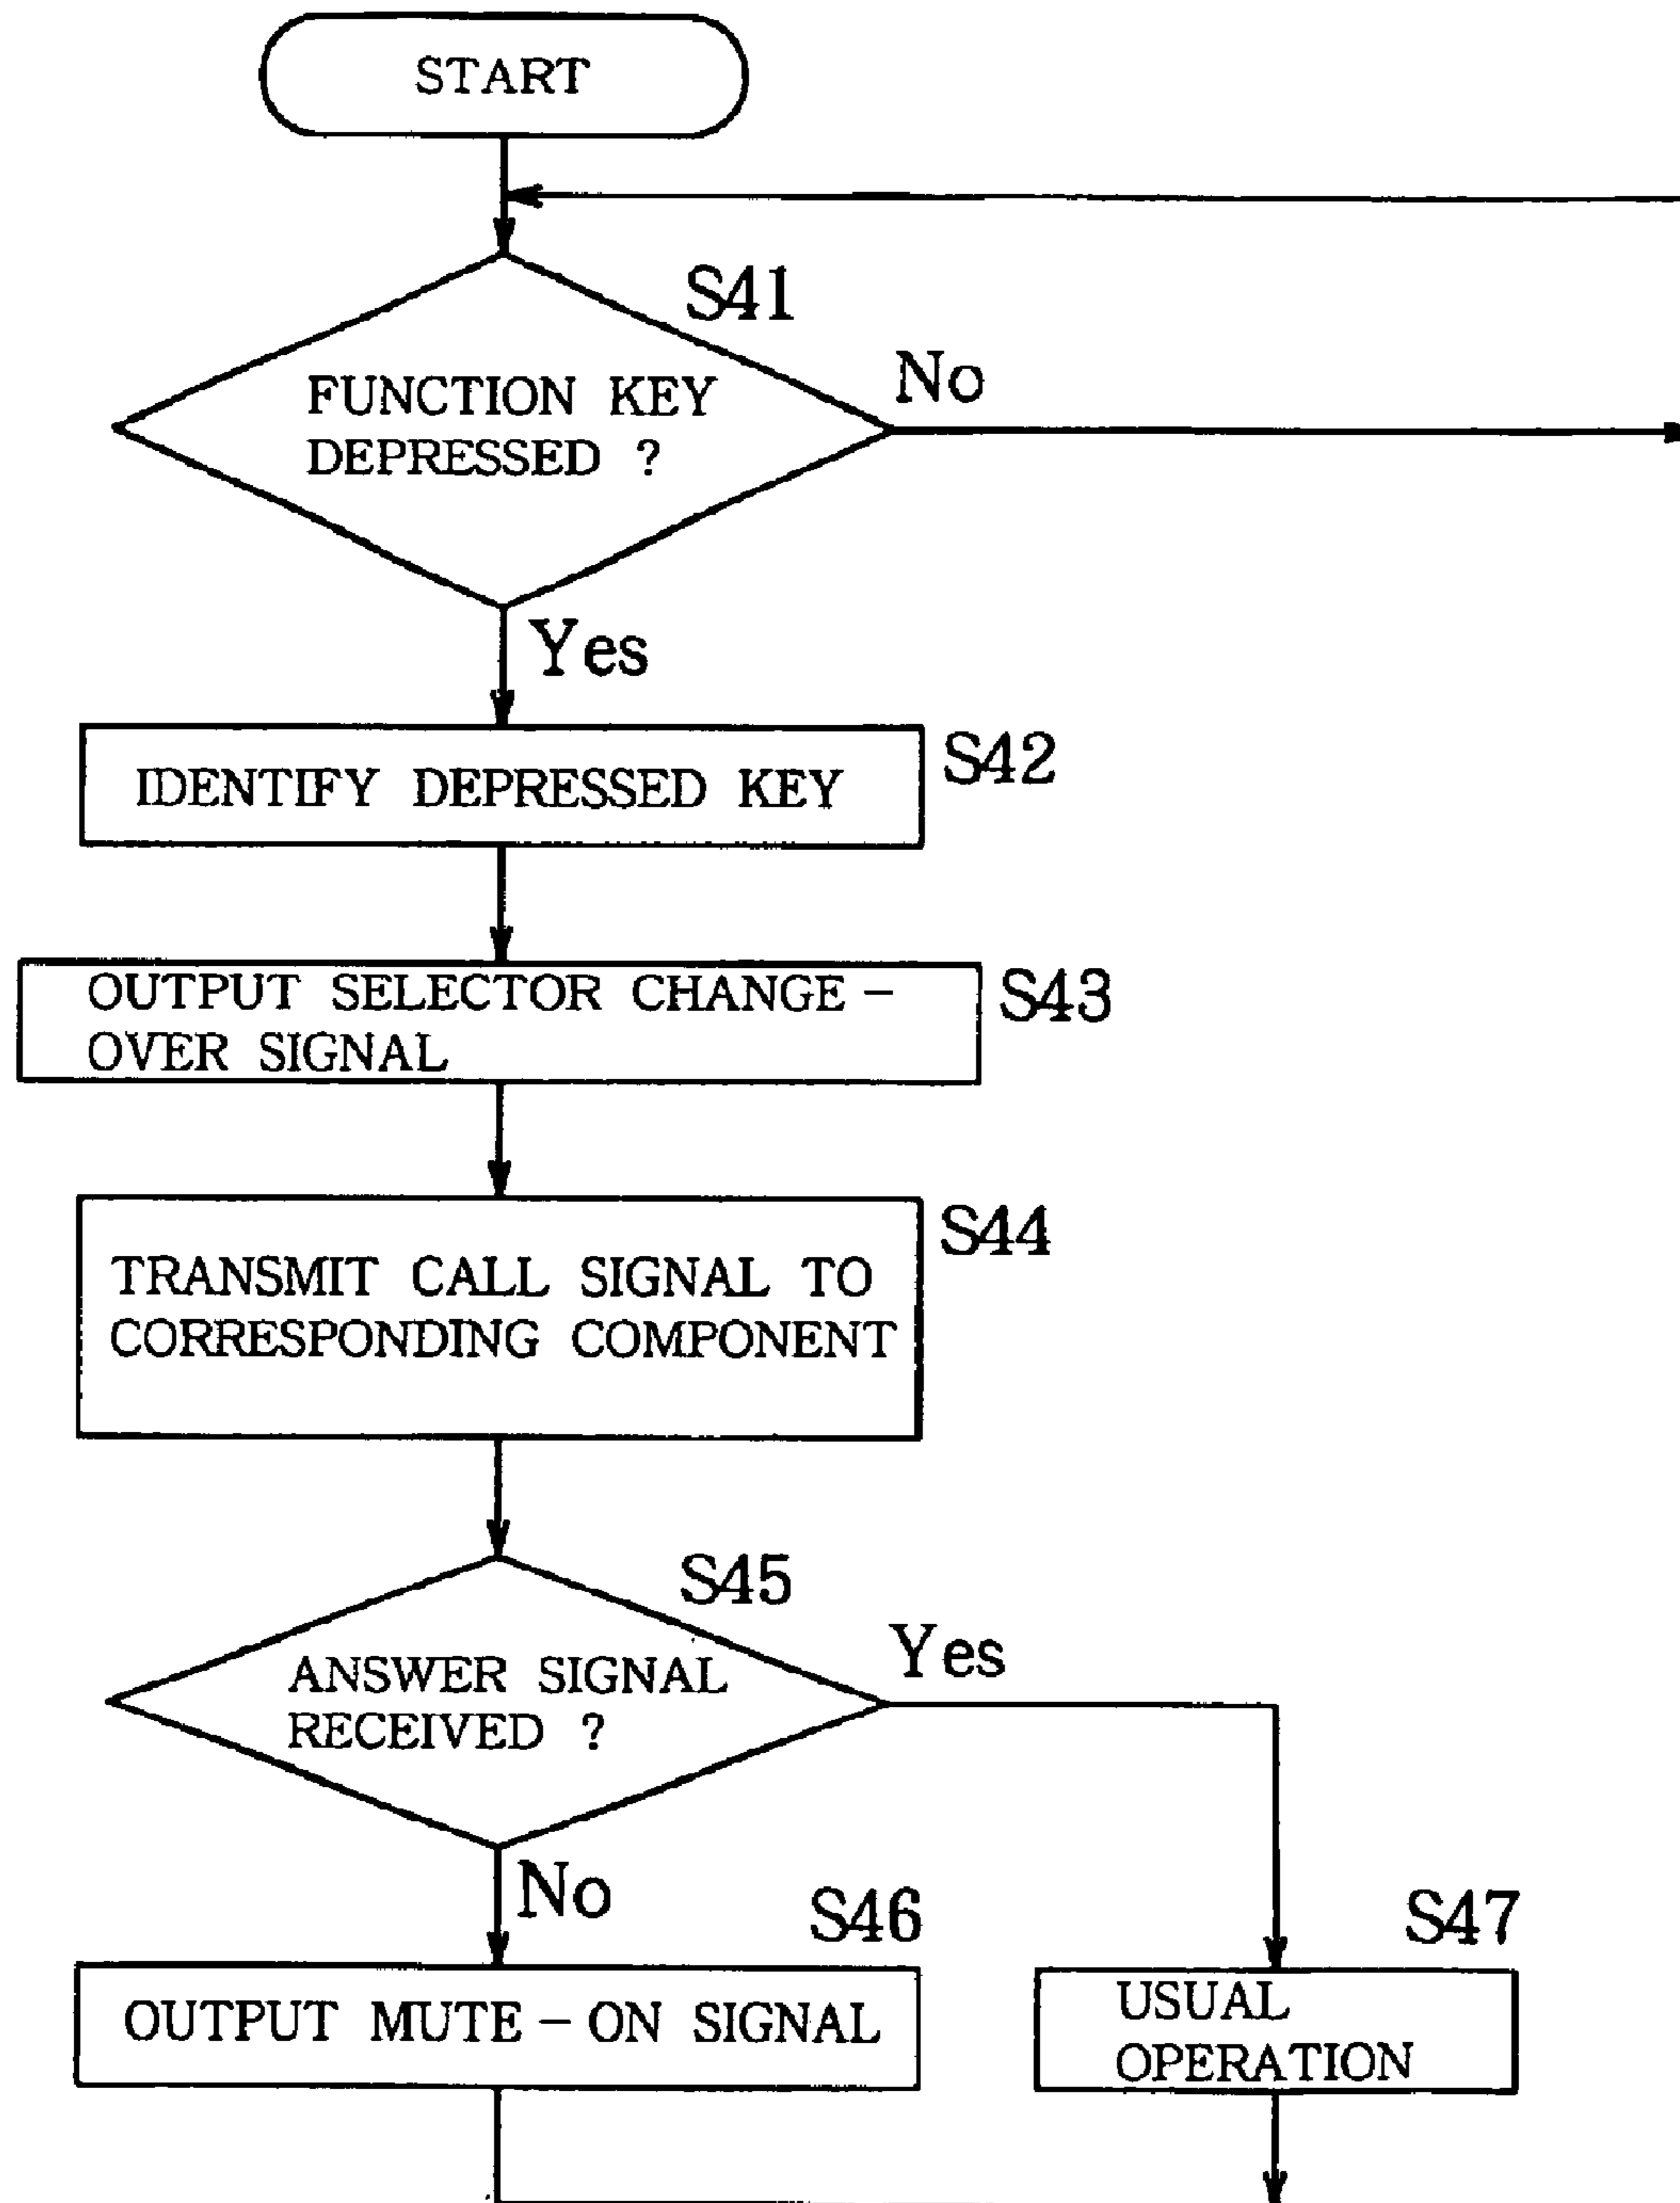 START
S41
No
FUNCTION KEY
DEPRESSED ?
Yes
S42
IDENTIFY DEPRESSED KEY
OUTPUT SELECTOR CHANGE -
OVER SIGNAL
S43
S44
TRANSMIT CALL SIGNAL TO
CORRESPONDING COMPONENT
S45
Yes
ANSWER SIGNAL
RECEIVED ?
No
S46
S47
OUTPUT MUTE - ON SIGNAL
USUAL
OPERATION